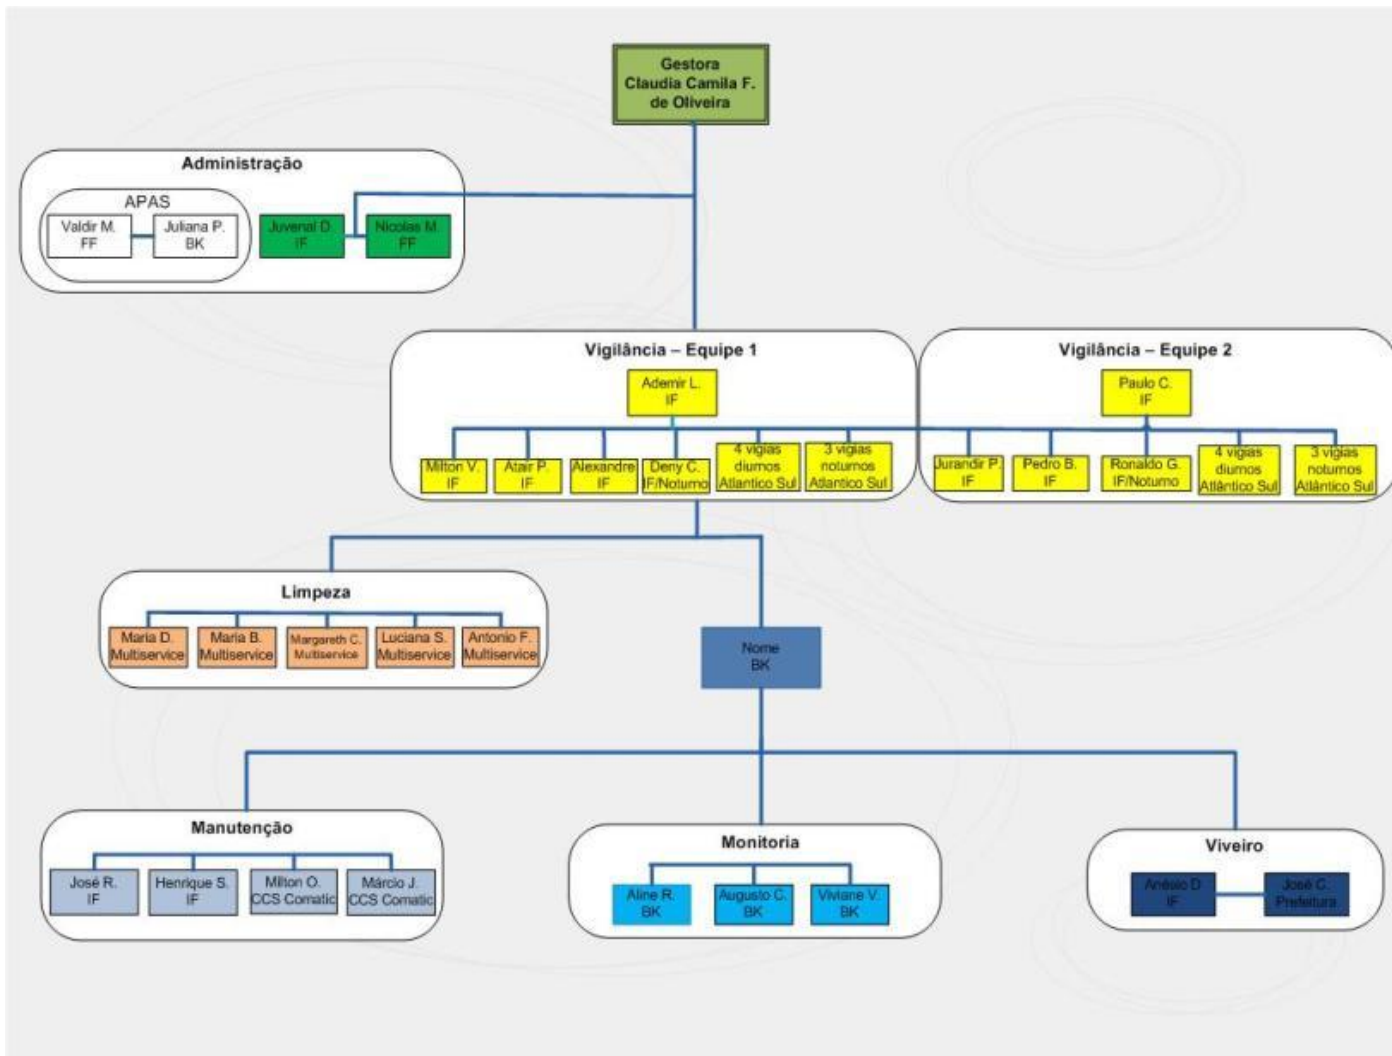 Gestora
Claudia Camila F.
de Oliveira
Administração
APAS
Valdir M.
FF
Juliana P.
BK
Juvenal D.
IF
Nicolas M.
FF
Vigilância – Equipe 1
Ademir L.
IF
Milton V.
IF
Atair P.
IF
Alexandre
IF
Deny C.
IF/Noturno
4 vigias
diurnos
Atlantico Sul
3 vigias
noturnos
Atlantico Sul
Vigilância – Equipe 2
Paulo C.
IF
Jurandir P.
IF
Pedro B.
IF
Ronaldo G.
IF/Noturno
4 vigias
diurnos
Atlântico Sul
3 vigias
noturnos
Atlântico Sul
Limpeza
Maria D.
Multiservice
Maria B.
Multiservice
Margareth C.
Multiservice
Luciana S.
Multiservice
Antonio F.
Multiservice
Nome
BK
Manutenção
José R.
IF
Henrique S.
IF
Milton O.
CCS Comatic
Márcio J.
CCS Comatic
Monitoria
Aline R.
BK
Augusto C.
BK
Viviane V.
BK
Viveiro
Anésio D
IF
José C.
Prefeitura